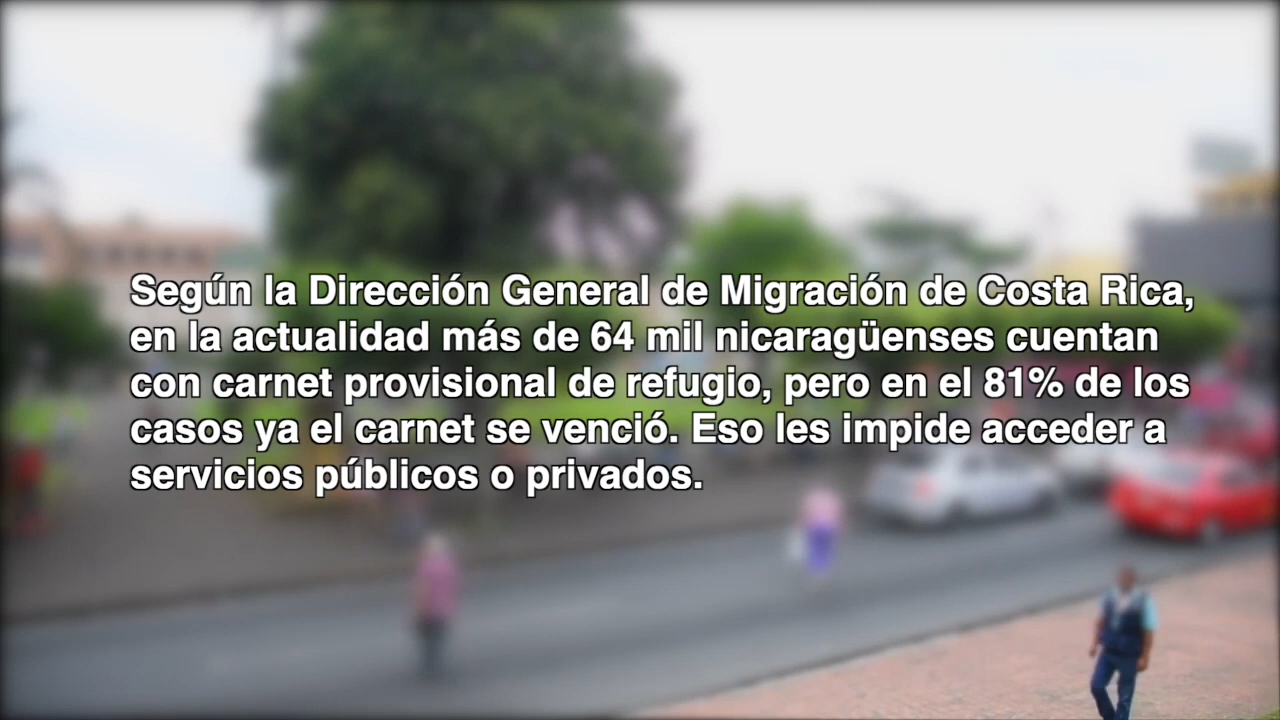 Según la Dirección General de Migración de Costa Rica,
en la actualidad más de 64 mil nicaragüenses cuentan
con carnet provisional de refugio, pero en el 81% de los
casos ya el carnet se venció. Eso les impide acceder a
servicios públicos o privados.